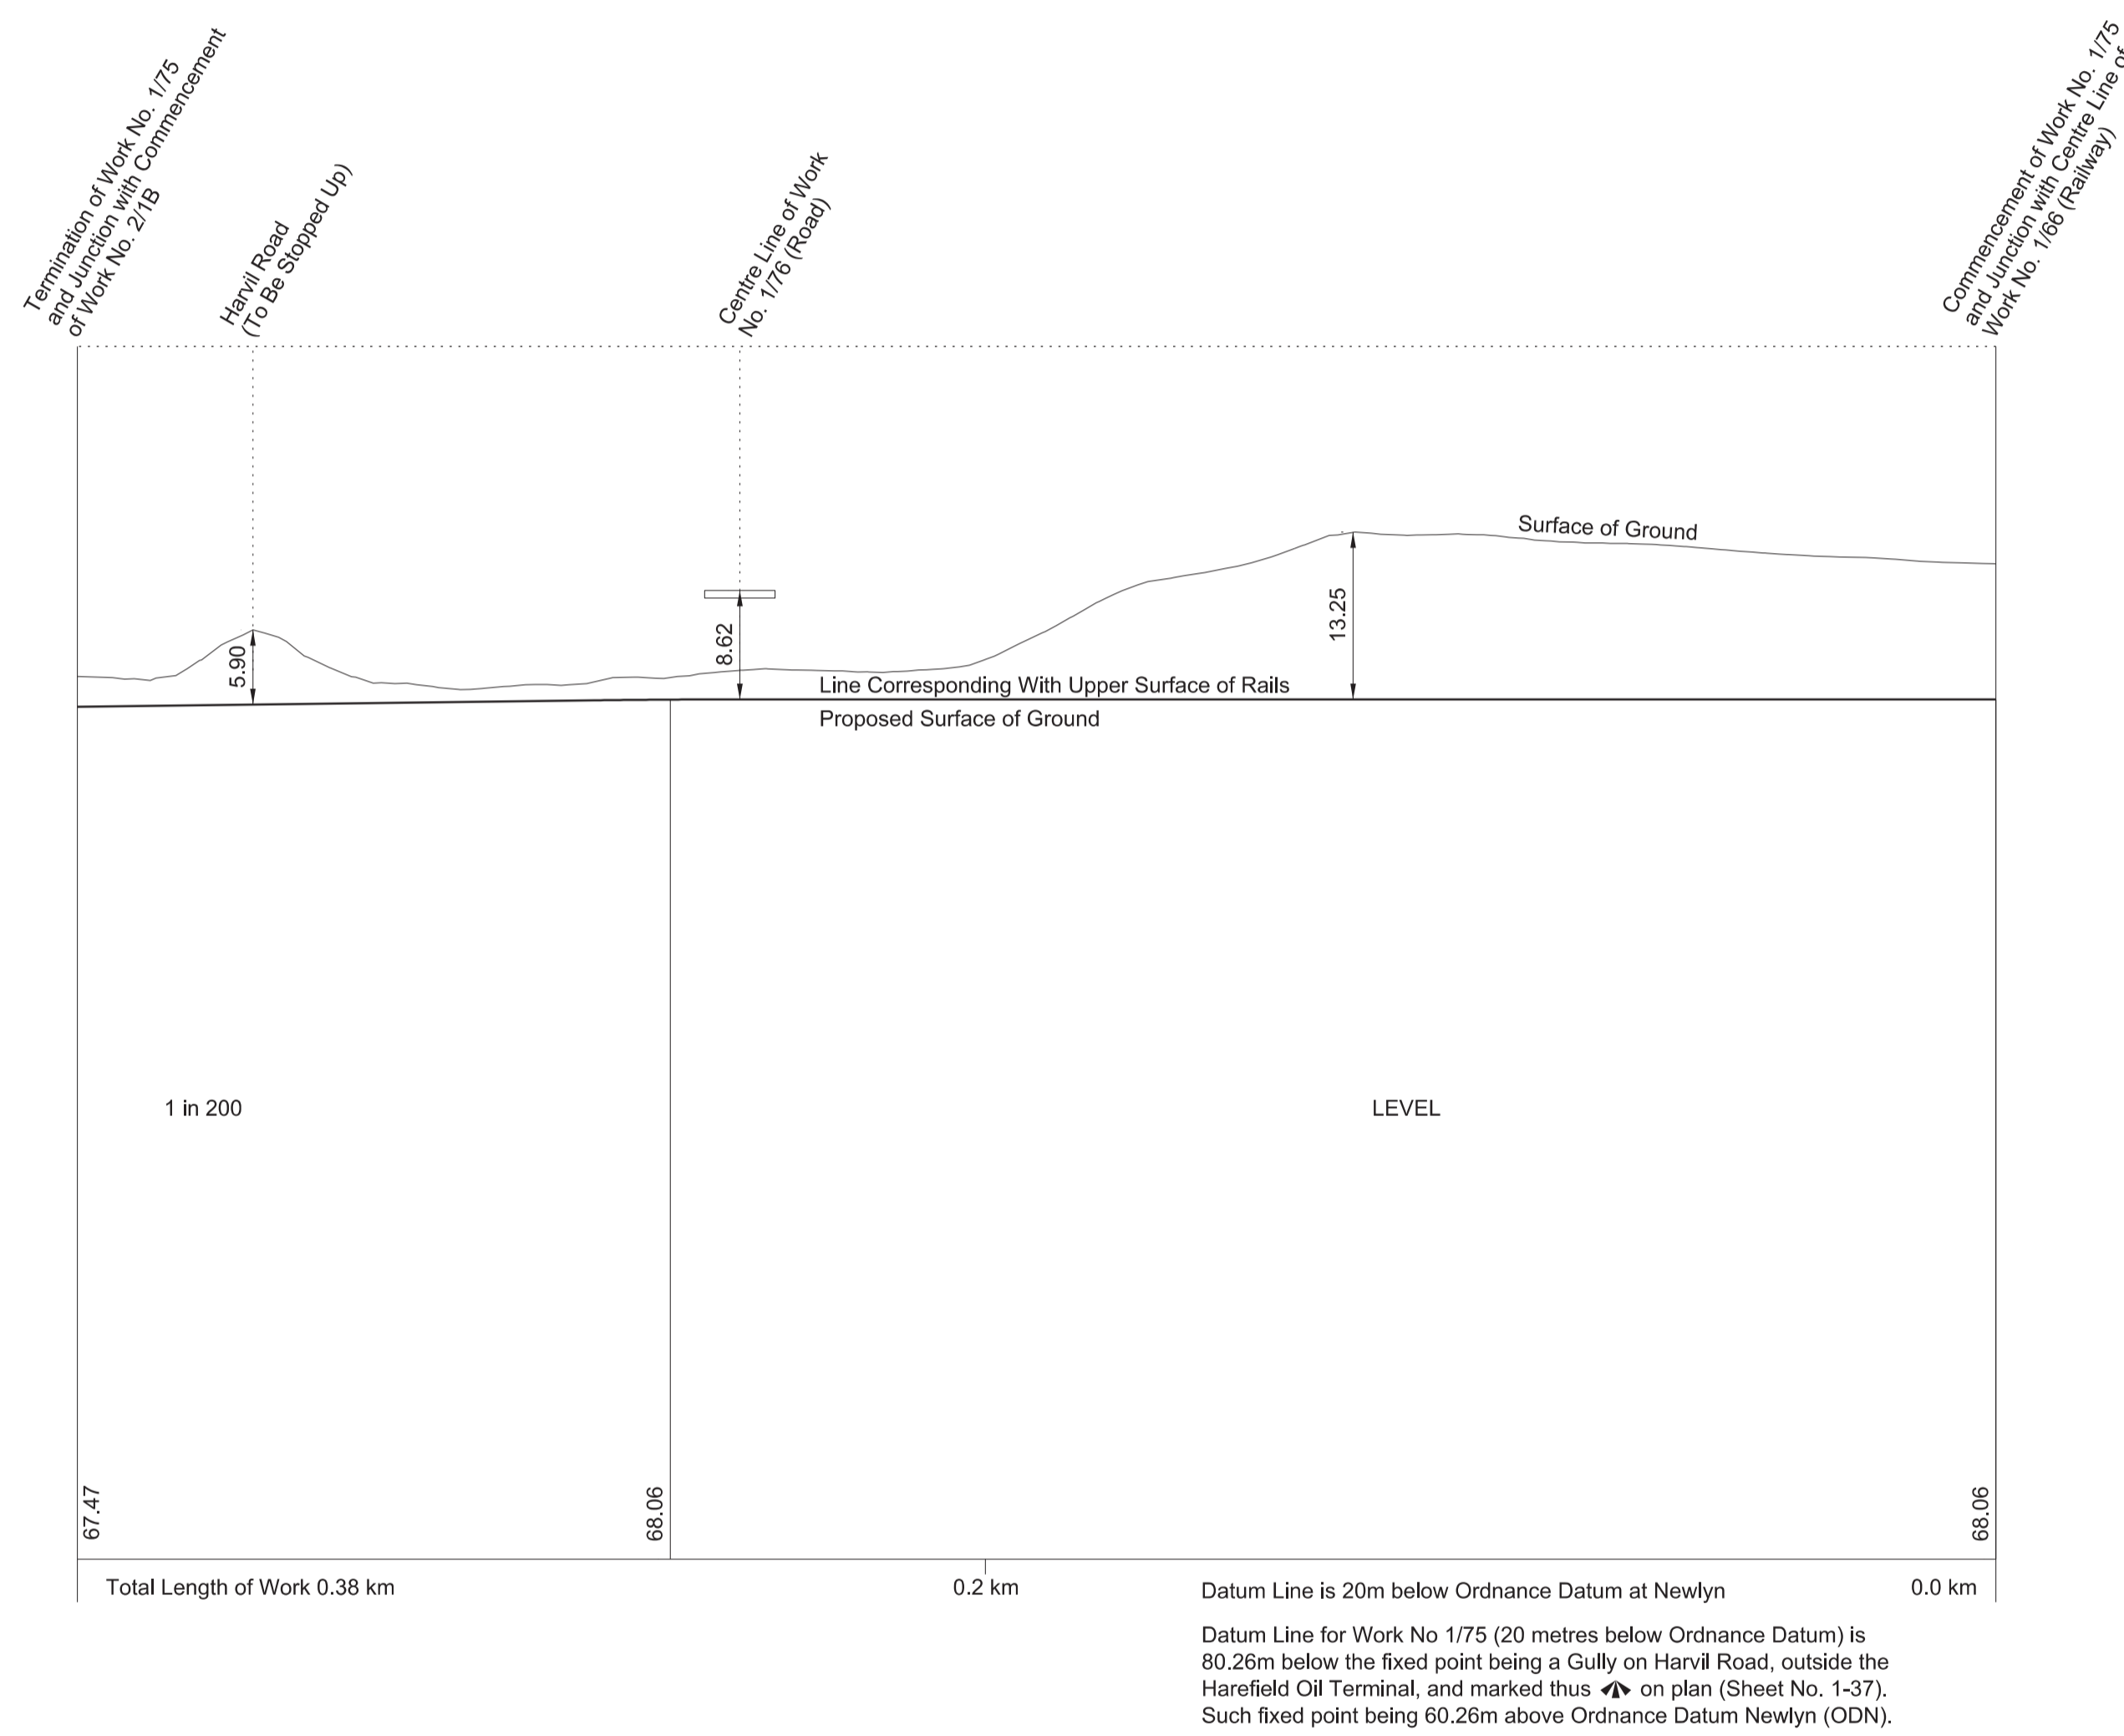 Termination of Work No. 1/75
and Junction with Commencement
of Work No. 2/1B
Harvil Road
(To Be Stopped Up)
Centre Line of Work
No. 1/76 (Road)
Commencement of Work No. 1/75
and Junction with Centre Line of
Work No. 1/66 (Railway)
Surface of Ground
5.90
8.62
13.25
Line Corresponding With Upper Surface of Rails
Proposed Surface of Ground
1 in 200
LEVEL
67.47
68.06
68.06
Total Length of Work 0.38 km
0.2 km
0.0 km
Datum Line is 20m below Ordnance Datum at Newlyn
Datum Line for Work No 1/75 (20 metres below Ordnance Datum) is
80.26m below the fixed point being a Gully on Harvil Road, outside the
Harefield Oil Terminal, and marked thus on plan (Sheet No. 1-37).
Such fixed point being 60.26m above Ordnance Datum Newlyn (ODN).